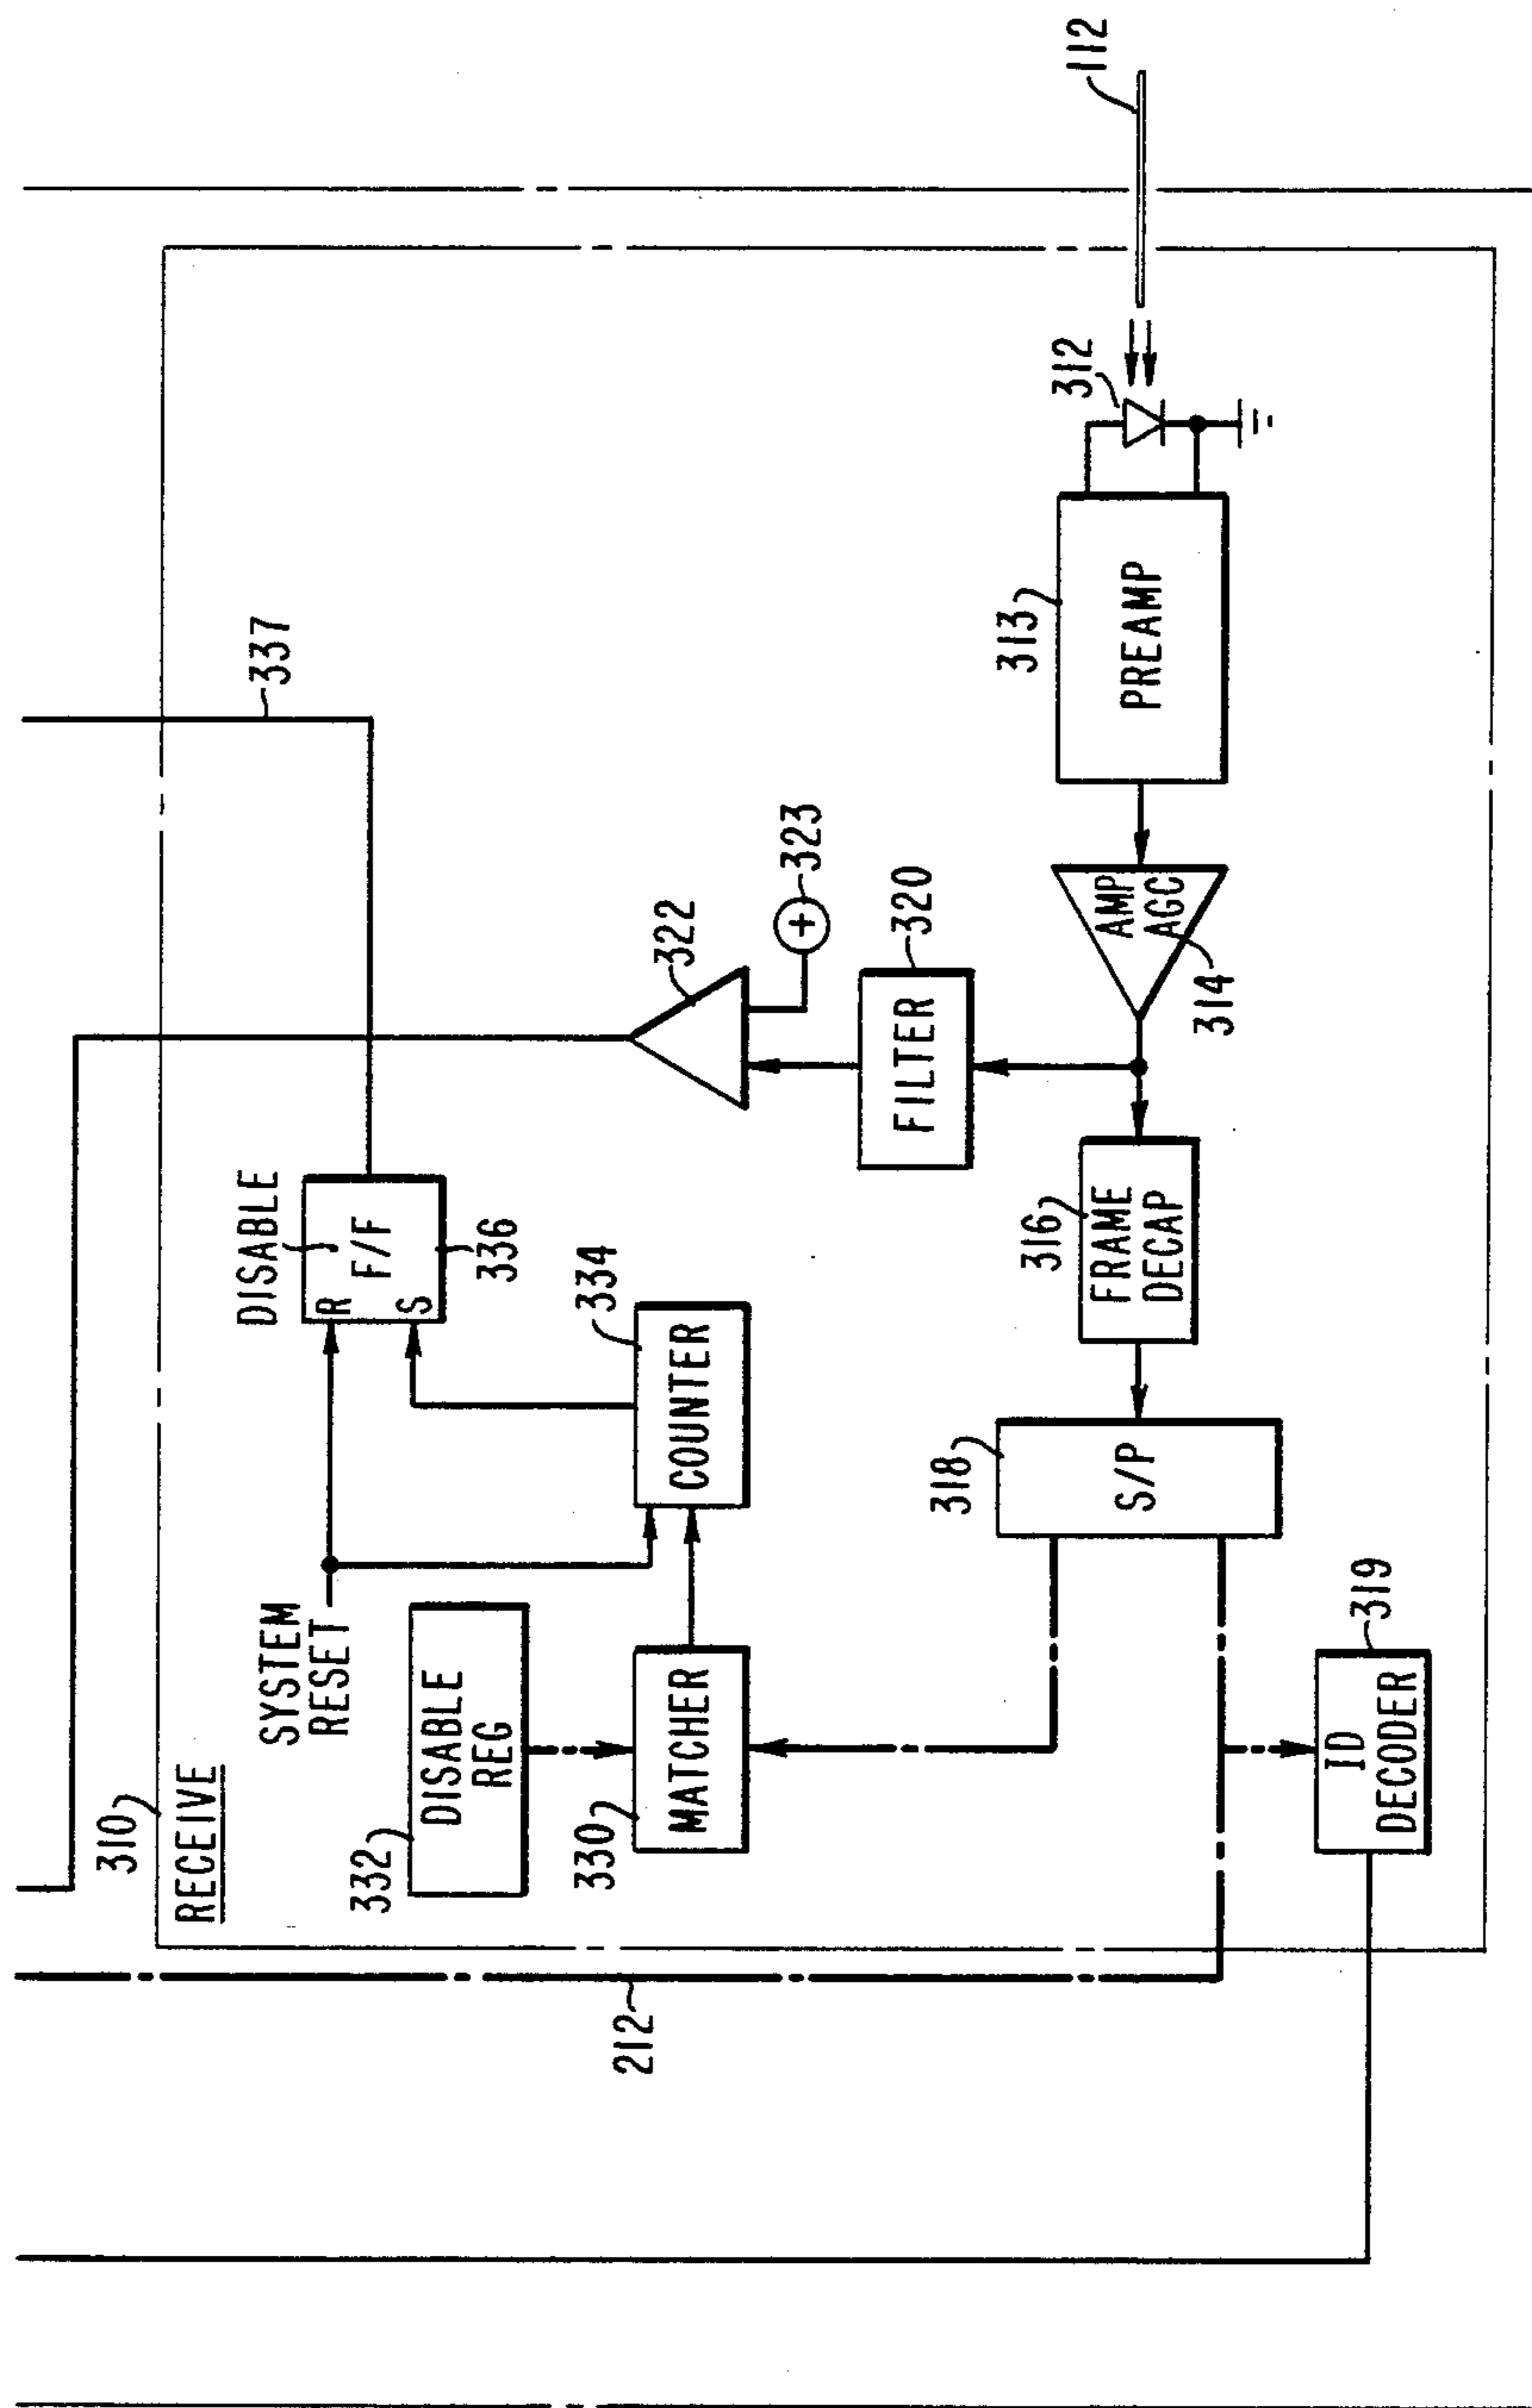 310
RECEIVE
SYSTEM
RESET
DISABLE
R
F/F
S
336
337
332
DISABLE
REG
330
MATCHER
334
COUNTER
322
+
323
212
320
FILTER
318
S/P
316
FRAME
DECAP
AMP
AGC
314
313
PREAMP
312
112
319
ID
DECODER